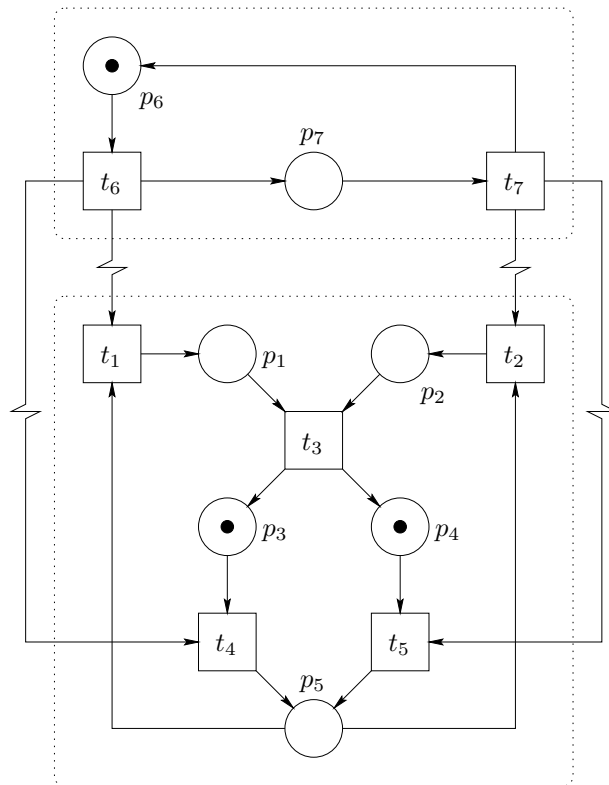 p₆
p₇
t₆ t₇
t₁ p₁ t₂
p₂
t₃
p₃ p₄
t₄ t₅
p₅